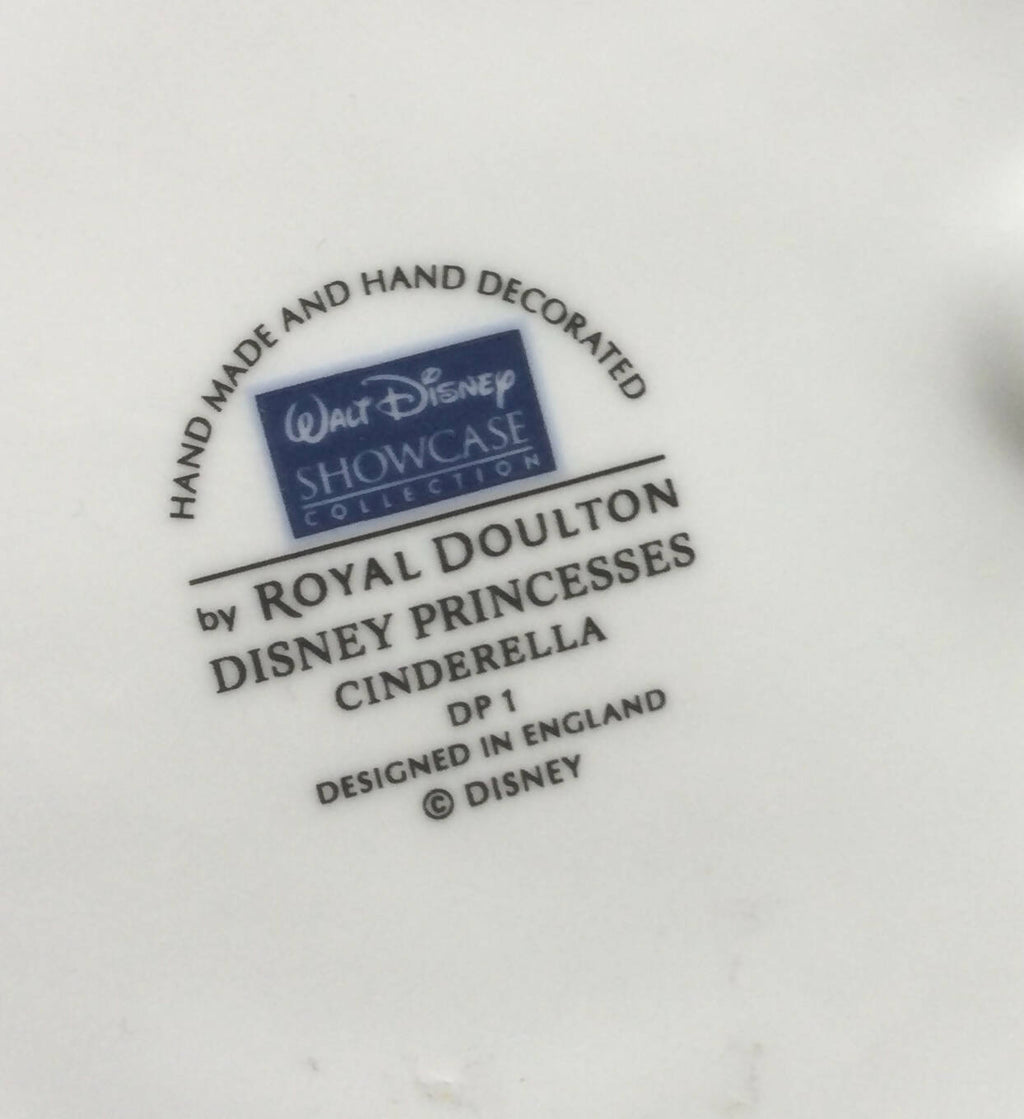 HAND MADE AND HAND DECORATED
WALT DISNEY
SHOWCASE
COLLECTION
by ROYAL DOULTON
DISNEY PRINCESSES
CINDERELLA
DP 1
DESIGNED IN ENGLAND
© DISNEY